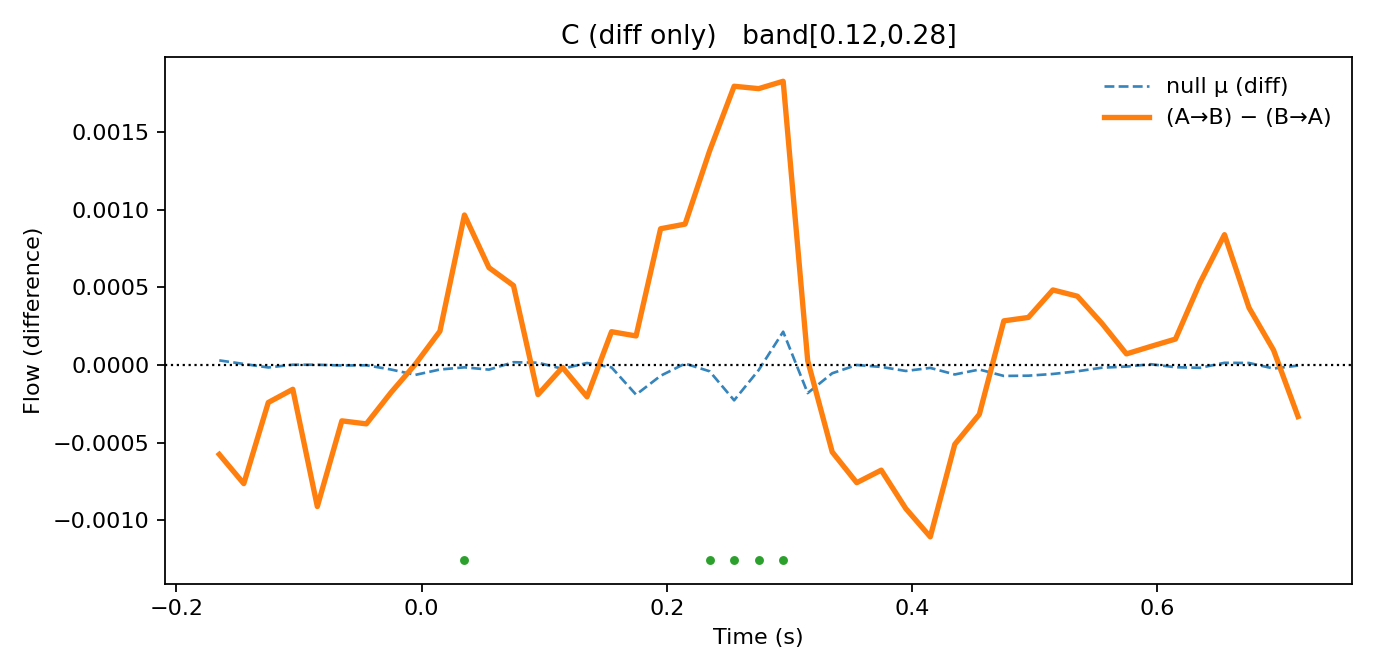 C (diff only)   band[0.12,0.28]
null μ (diff)
(A→B) − (B→A)
Flow (difference)
0.0015
0.0010
0.0005
0.0000
−0.0005
−0.0010
−0.2
0.0
0.2
0.4
0.6
Time (s)